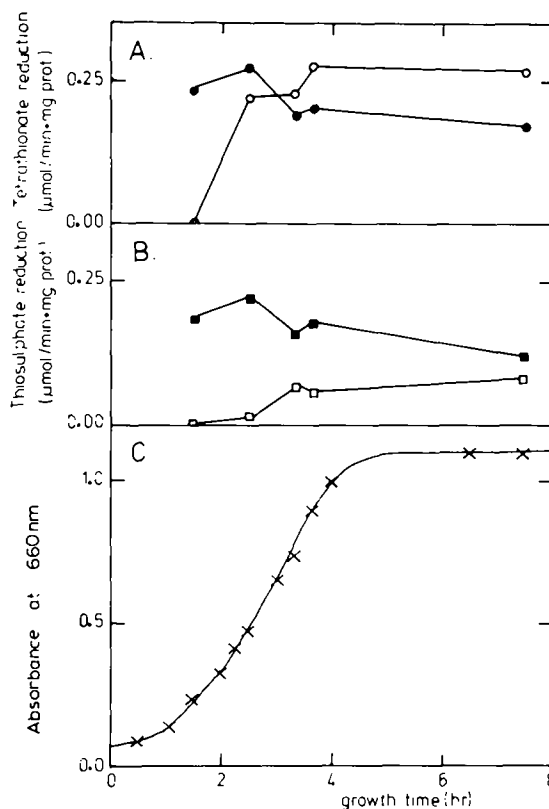 A
Tetrathionate reduction
(μmol/min•mg prot.)
0.25
0.00
B
Thiosulphate reduction
(μmol/min•mg prot.)
0.25
0.00
C
Absorbance at 660nm
1.0
0.5
0.0
0
2
4
6
8
growth time (hr)